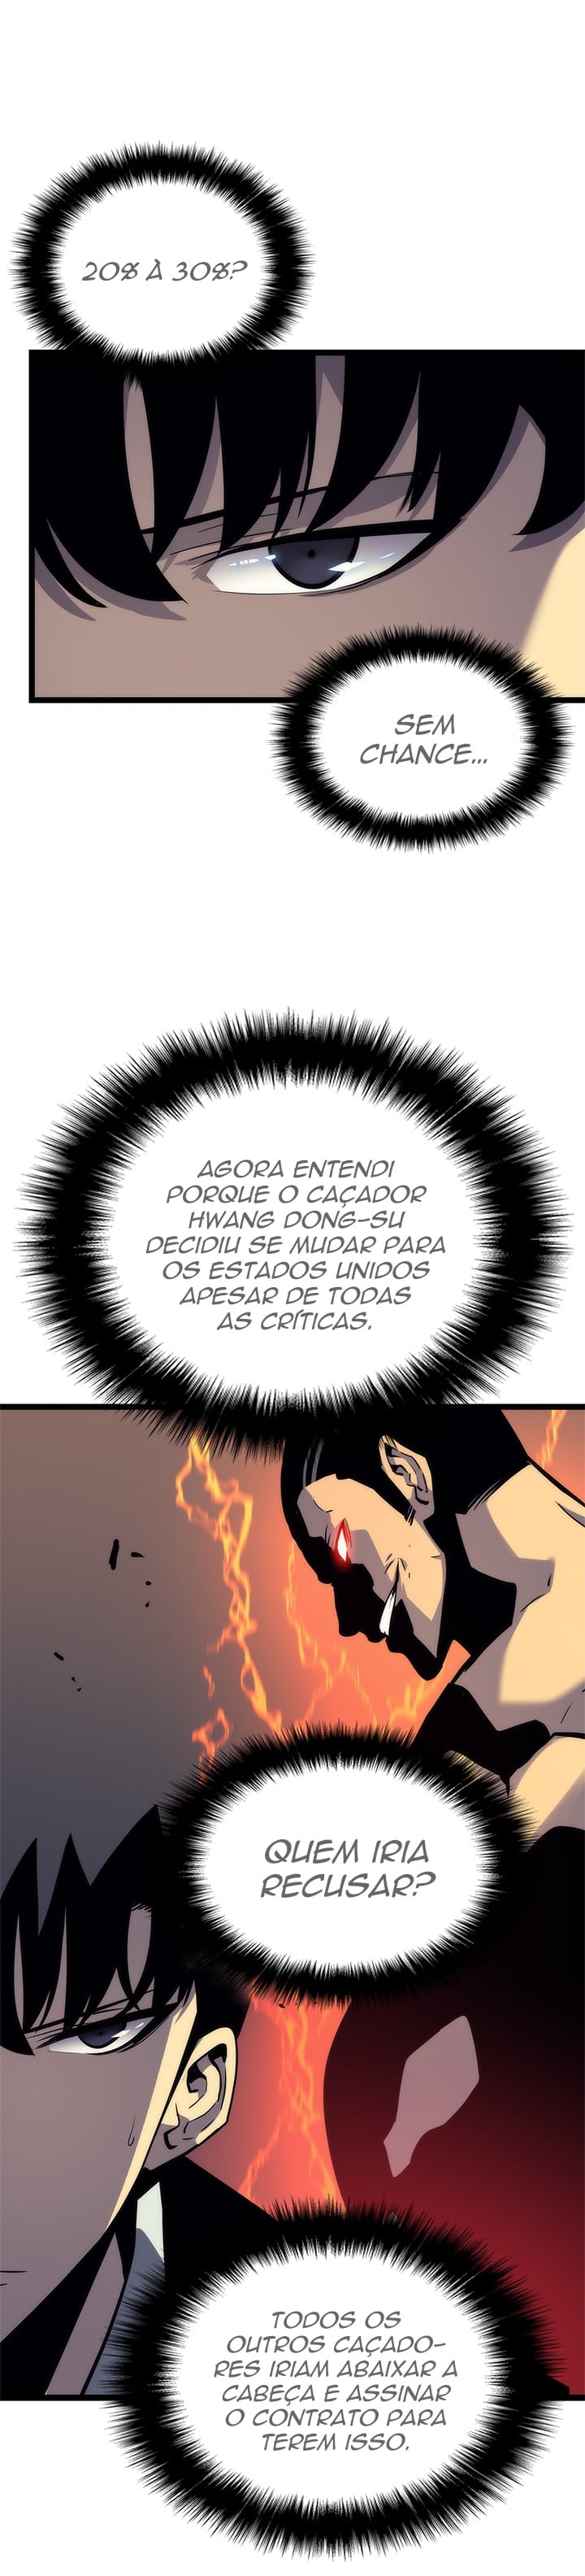 20% À 30%?
SEM
CHANCE...
AGORA ENTENDI
PORQUE O CAÇADOR
HWANG DONG-SU
DECIDIU SE MUDAR PARA
OS ESTADOS UNIDOS
APESAR DE TODAS
AS CRÍTICAS.
QUEM IRIA
RECUSAR?
TODOS OS
OUTROS CAÇADO-
RES IRIAM ABAIXAR A
CABEÇA E ASSINAR
O CONTRATO PARA
TEREM ISSO.